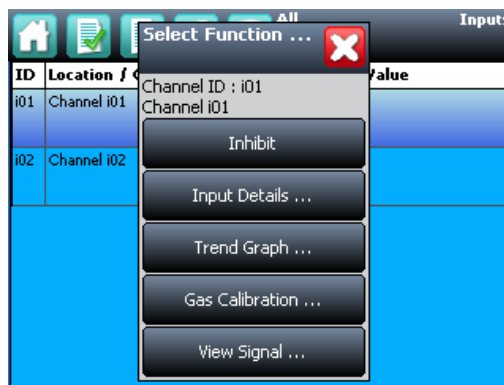 All
Inputs
Select Function ...
ID Location / Value
Channel ID : i01
Channel i01
i01 Channel i01
Inhibit
i02 Channel i02
Input Details ...
Trend Graph ...
Gas Calibration ...
View Signal ...